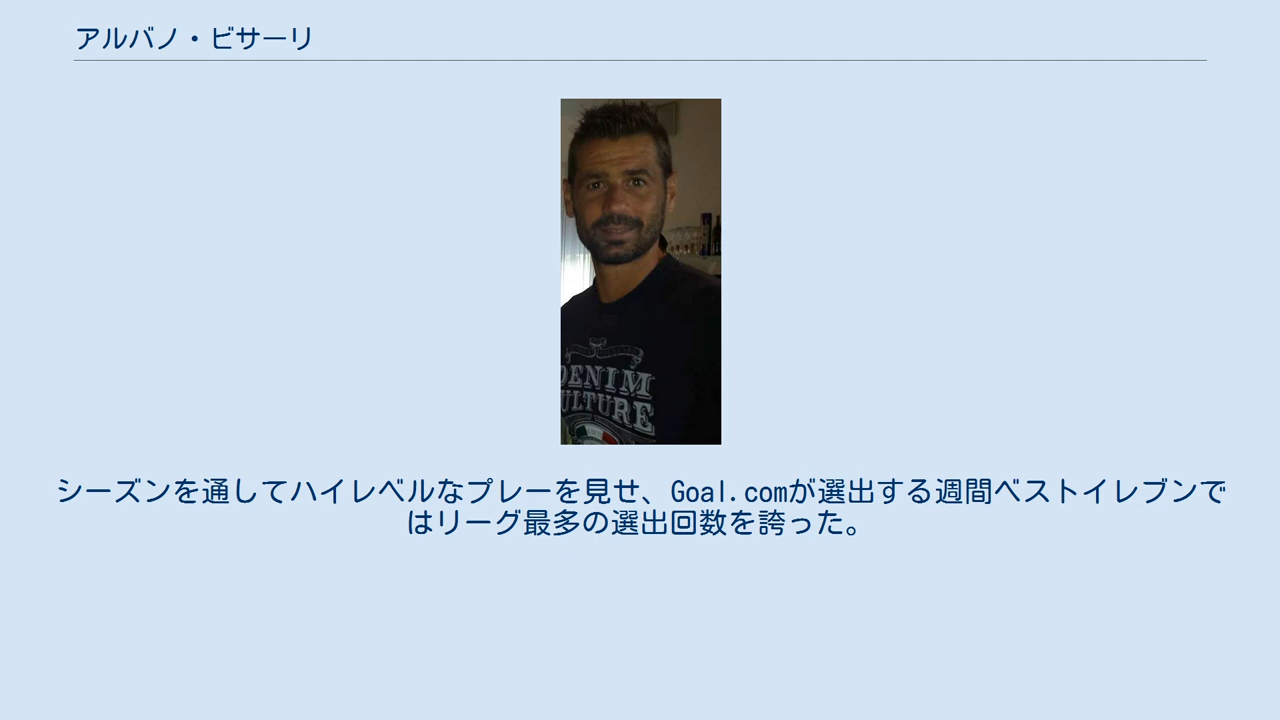 アルバノ・ビサーリ
DENIM
ULTURE
シーズンを通してハイレベルなプレーを見せ、Goal.comが選出する週間ベストイレブンで
はリーグ最多の選出回数を誇った。